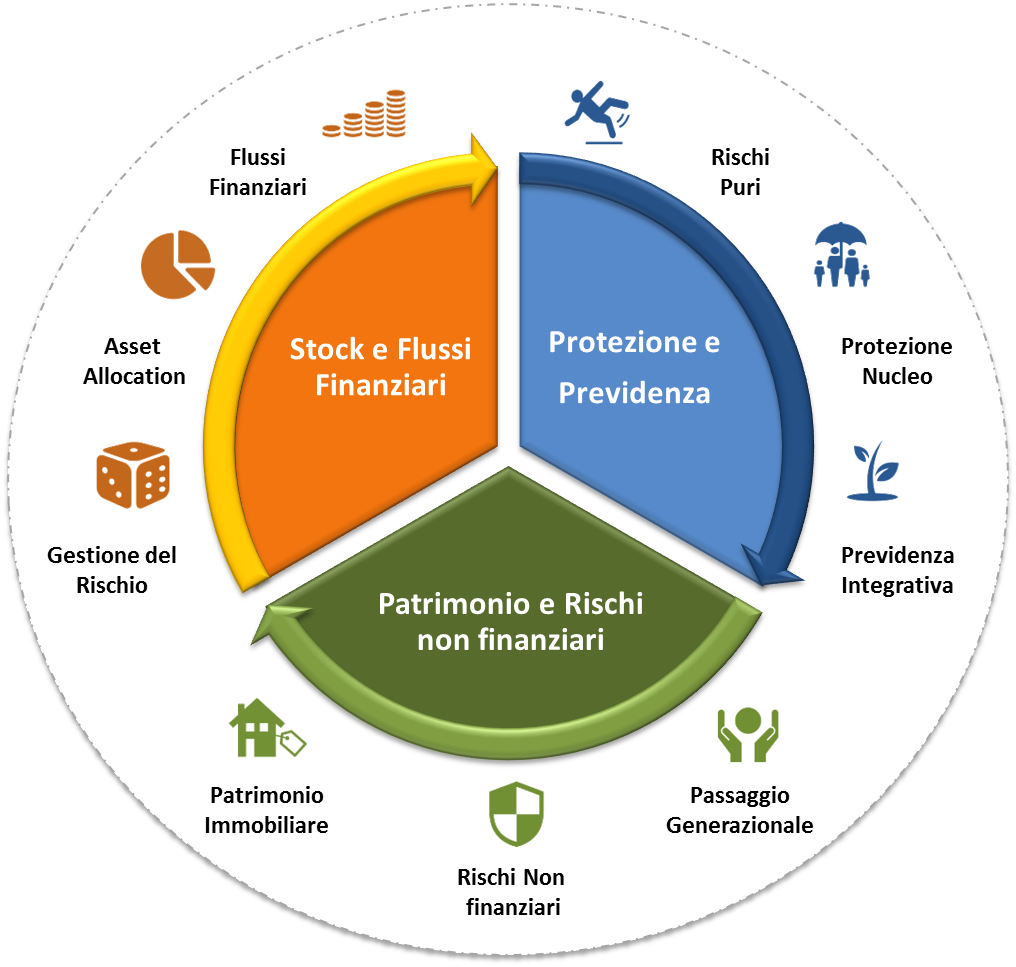 Flussi
Finanziari
Rischi
Puri
Asset
Allocation
Stock e Flussi
Finanziari
Protezione e
Previdenza
Protezione
Nucleo
Gestione del
Rischio
Previdenza
Integrativa
Patrimonio e Rischi
non finanziari
Patrimonio
Immobiliare
Passaggio
Generazionale
Rischi Non
finanziari